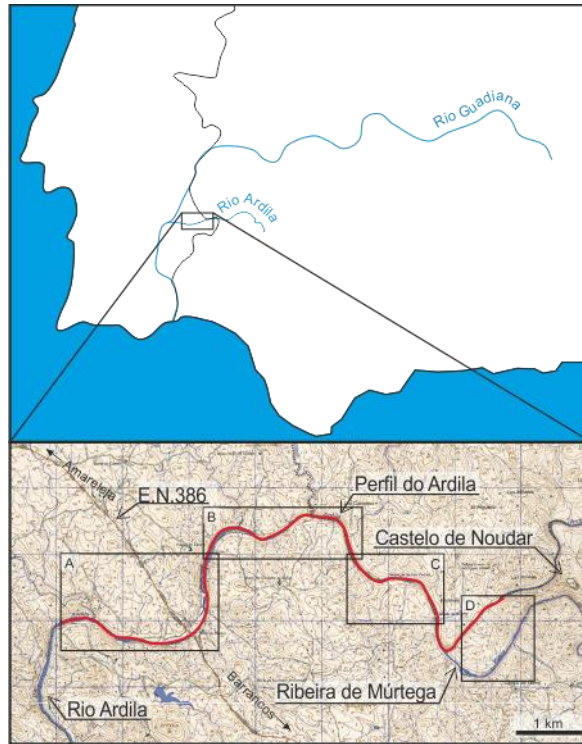 Rio Guadiana
Rio Ardila
Amareleja
E.N.386
Perfil do Ardila
B
Castelo de Noudar
A
C
D
Barrancos
Ribeira de Múrtega
Rio Ardila
1 km